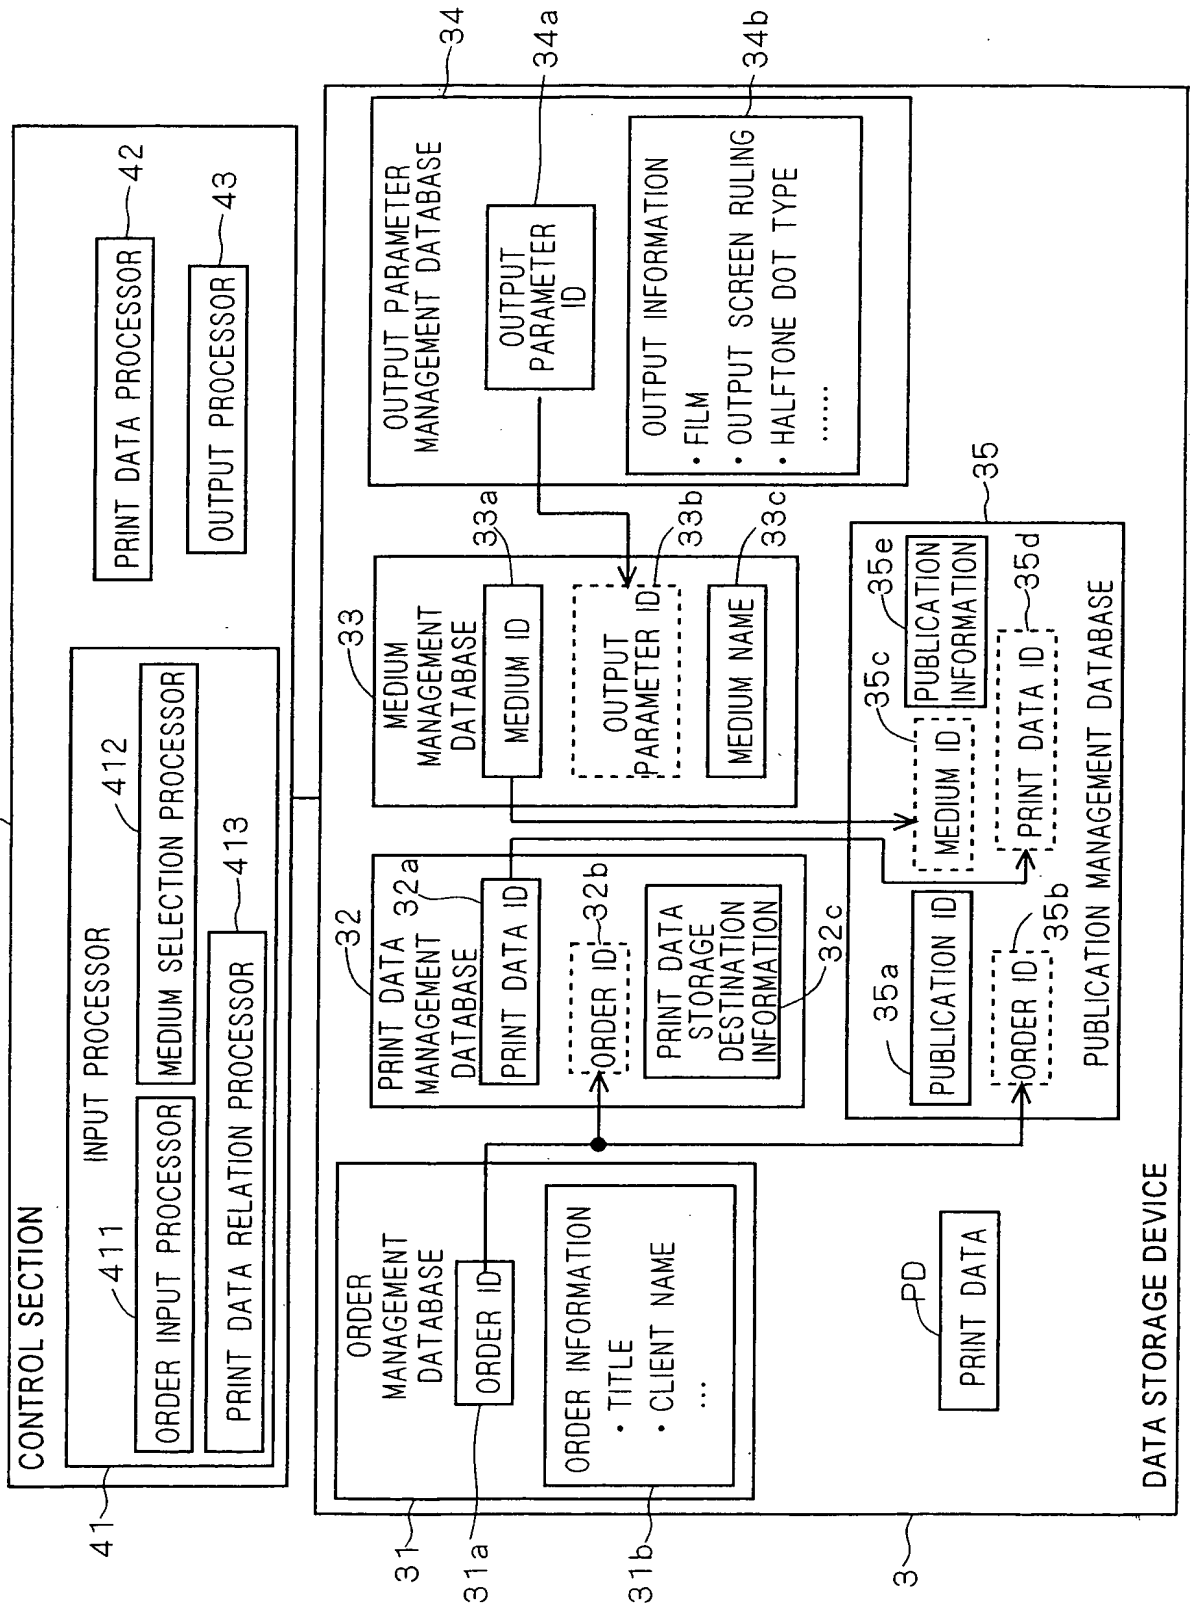 CONTROL SECTION
41
INPUT PROCESSOR
411
ORDER INPUT PROCESSOR
412
MEDIUM SELECTION PROCESSOR
PRINT DATA RELATION PROCESSOR
413
PRINT DATA PROCESSOR
42
OUTPUT PROCESSOR
43
31
ORDER
MANAGEMENT
DATABASE
31a
ORDER ID
31b
ORDER INFORMATION
· TITLE
· CLIENT NAME
...
32
PRINT DATA
MANAGEMENT
DATABASE
32a
PRINT DATA ID
ORDER ID
32b
PRINT DATA
STORAGE
DESTINATION
INFORMATION
32c
33
MEDIUM
MANAGEMENT
DATABASE
33a
MEDIUM ID
OUTPUT
PARAMETER ID
33b
MEDIUM NAME
33c
34
OUTPUT PARAMETER
MANAGEMENT DATABASE
34a
OUTPUT
PARAMETER
ID
34b
OUTPUT INFORMATION
· FILM
· OUTPUT SCREEN RULING
· HALFTONE DOT TYPE
.....
35
35a
PUBLICATION ID
35c
MEDIUM ID
35e
PUBLICATION
INFORMATION
ORDER ID
35b
PRINT DATA ID
35d
PUBLICATION MANAGEMENT DATABASE
PD
PRINT DATA
3
DATA STORAGE DEVICE